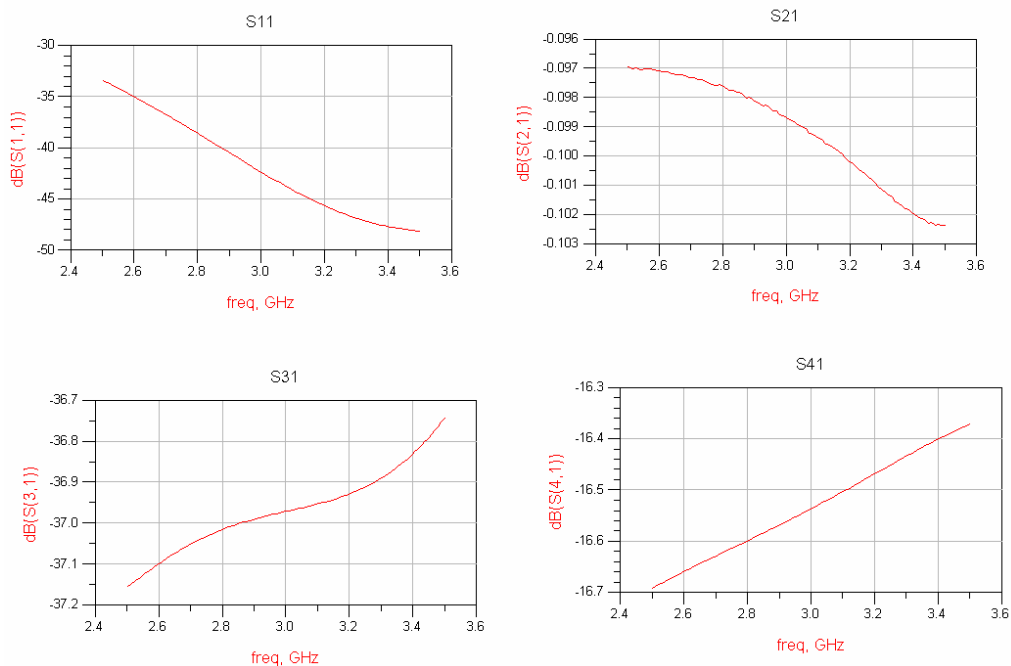 S11
dB(S(1,1))
-30
-35
-40
-45
-50
2.4 2.6 2.8 3.0 3.2 3.4 3.6
freq, GHz
S21
dB(S(2,1))
-0.096
-0.097
-0.098
-0.099
-0.100
-0.101
-0.102
-0.103
2.4 2.6 2.8 3.0 3.2 3.4 3.6
freq, GHz
S31
dB(S(3,1))
-36.7
-36.8
-36.9
-37.0
-37.1
-37.2
2.4 2.6 2.8 3.0 3.2 3.4 3.6
freq, GHz
S41
dB(S(4,1))
-16.3
-16.4
-16.5
-16.6
-16.7
2.4 2.6 2.8 3.0 3.2 3.4 3.6
freq, GHz